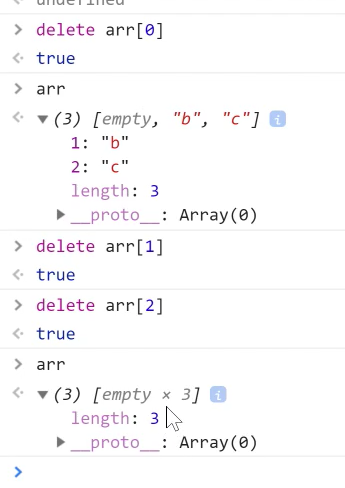 undefined
delete arr[0]
true
arr
(3) [empty, "b", "c"] i
1: "b"
2: "c"
length: 3
__proto__: Array(0)
delete arr[1]
true
delete arr[2]
true
arr
(3) [empty × 3] i
length: 3
__proto__: Array(0)